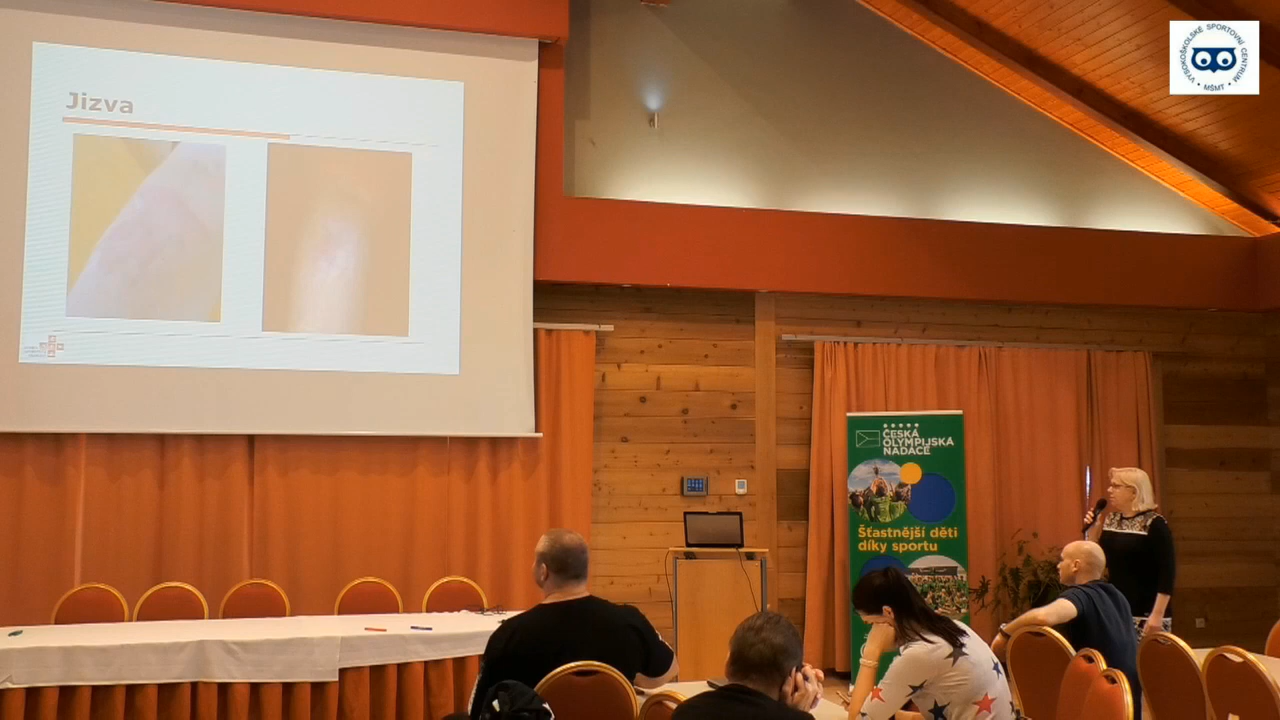 Jizva
VYSOKOŠKOLSKÉ SPORTOVNÍ CENTRUM
MŠMT
ČESKÁ
OLYMPIJSKÁ
NADACE
Šťastnější děti
díky sportu